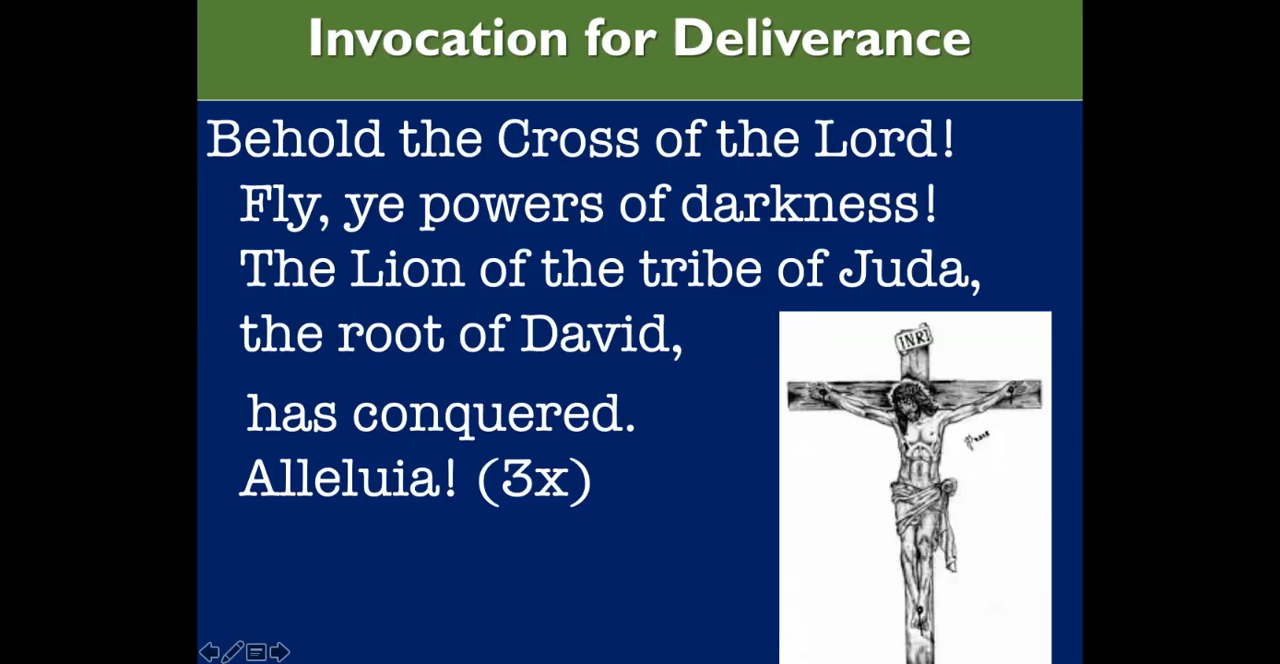 Invocation for Deliverance
Behold the Cross of the Lord!
Fly, ye powers of darkness!
The Lion of the tribe of Juda,
the root of David,
has conquered.
Alleluia! (3x)
INRI